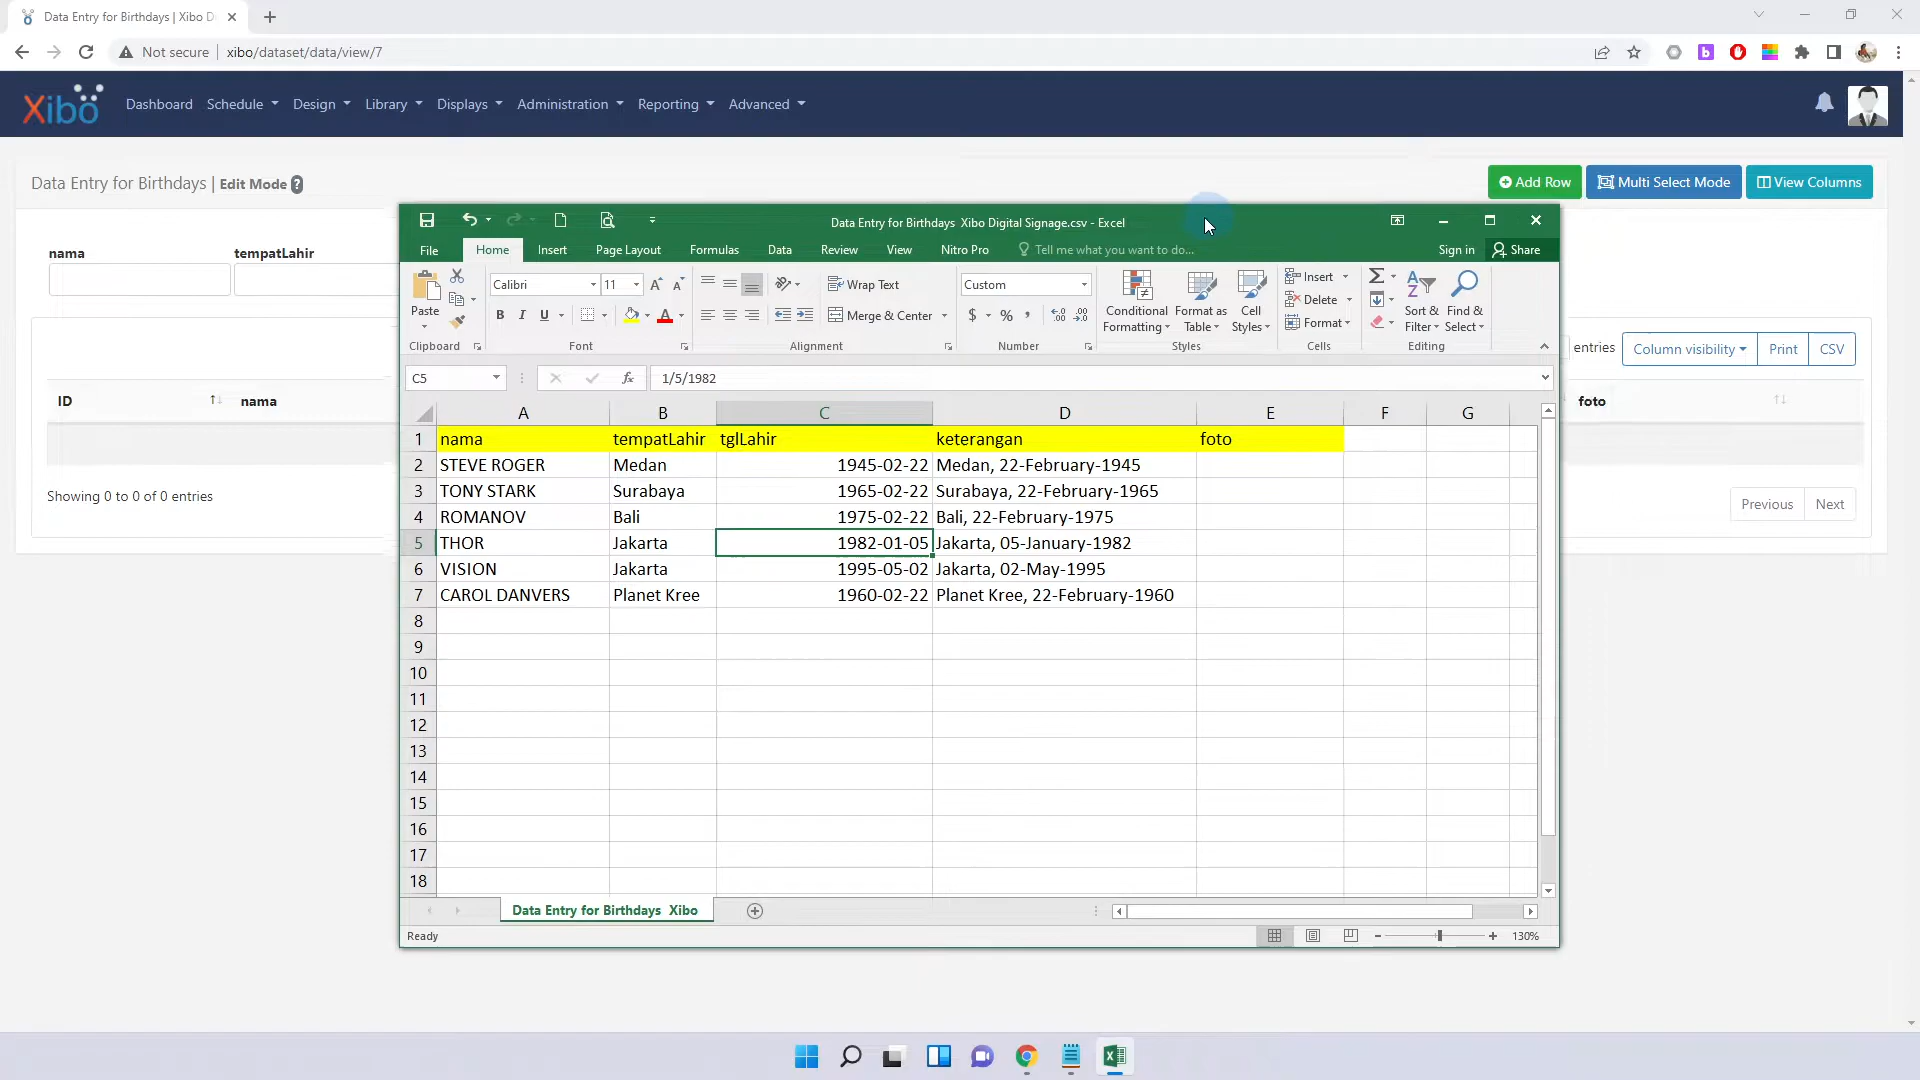 Data Entry for Birthdays | Xibo D
Not secure
xibo/dataset/data/view/7
Xibo
Dashboard
Schedule
Design
Library
Displays
Administration
Reporting
Advanced
Data Entry for Birthdays | Edit Mode ?
Add Row
Multi Select Mode
View Columns
nama
tempatLahir
entries
Column visibility
Print
CSV
ID
nama
foto
Showing 0 to 0 of 0 entries
Previous
Next
Data Entry for Birthdays Xibo Digital Signage.csv - Excel
File
Home
Insert
Page Layout
Formulas
Data
Review
View
Nitro Pro
Tell me what you want to do...
Sign in
Share
Paste
Clipboard
Calibri
11
B I U
Font
Wrap Text
Merge & Center
Alignment
Custom
$ % ,
Number
Conditional Formatting
Format as Table
Cell Styles
Styles
Insert
Delete
Format
Cells
Sort & Filter
Find & Select
Editing
C5
fx
1/5/1982
A B C D E F G
1 nama tempatLahir tglLahir keterangan foto
2 STEVE ROGER Medan 1945-02-22 Medan, 22-February-1945
3 TONY STARK Surabaya 1965-02-22 Surabaya, 22-February-1965
4 ROMANOV Bali 1975-02-22 Bali, 22-February-1975
5 THOR Jakarta 1982-01-05 Jakarta, 05-January-1982
6 VISION Jakarta 1995-05-02 Jakarta, 02-May-1995
7 CAROL DANVERS Planet Kree 1960-02-22 Planet Kree, 22-February-1960
8
9
10
11
12
13
14
15
16
17
18
Data Entry for Birthdays Xibo
Ready
130%